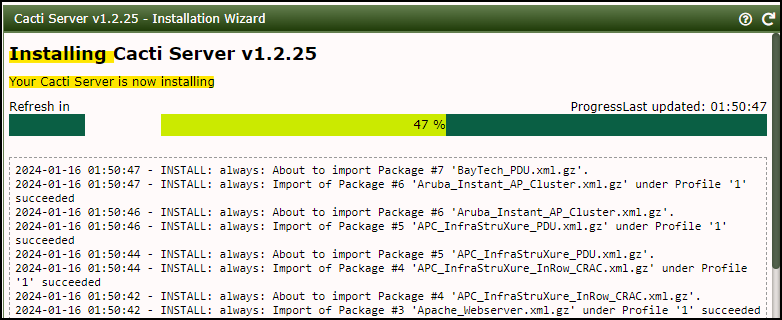 Cacti Server v1.2.25 - Installation Wizard
Installing Cacti Server v1.2.25
Your Cacti Server is now installing
Refresh in ProgressLast updated: 01:50:47
47 %
2024-01-16 01:50:47 - INSTALL: always: About to import Package #7 'BayTech_PDU.xml.gz'.
2024-01-16 01:50:47 - INSTALL: always: Import of Package #6 'Aruba_Instant_AP_Cluster.xml.gz' under Profile '1'
succeeded
2024-01-16 01:50:46 - INSTALL: always: About to import Package #6 'Aruba_Instant_AP_Cluster.xml.gz'.
2024-01-16 01:50:46 - INSTALL: always: Import of Package #5 'APC_InfraStruXure_PDU.xml.gz' under Profile '1'
succeeded
2024-01-16 01:50:44 - INSTALL: always: About to import Package #5 'APC_InfraStruXure_PDU.xml.gz'.
2024-01-16 01:50:44 - INSTALL: always: Import of Package #4 'APC_InfraStruXure_InRow_CRAC.xml.gz' under Profile
'1' succeeded
2024-01-16 01:50:42 - INSTALL: always: About to import Package #4 'APC_InfraStruXure_InRow_CRAC.xml.gz'.
2024-01-16 01:50:42 - INSTALL: always: Import of Package #3 'Apache_Webserver.xml.gz' under Profile '1' succeeded